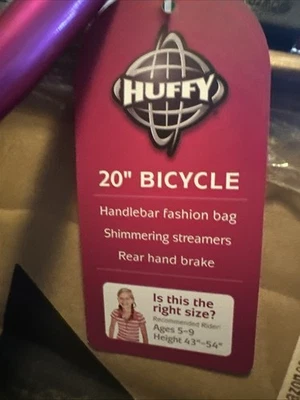 HUFFY
20" BICYCLE
Handlebar fashion bag
Shimmering streamers
Rear hand brake
Is this the
right size?
Recommended Rider:
Ages 5-9
Height 43"-54"